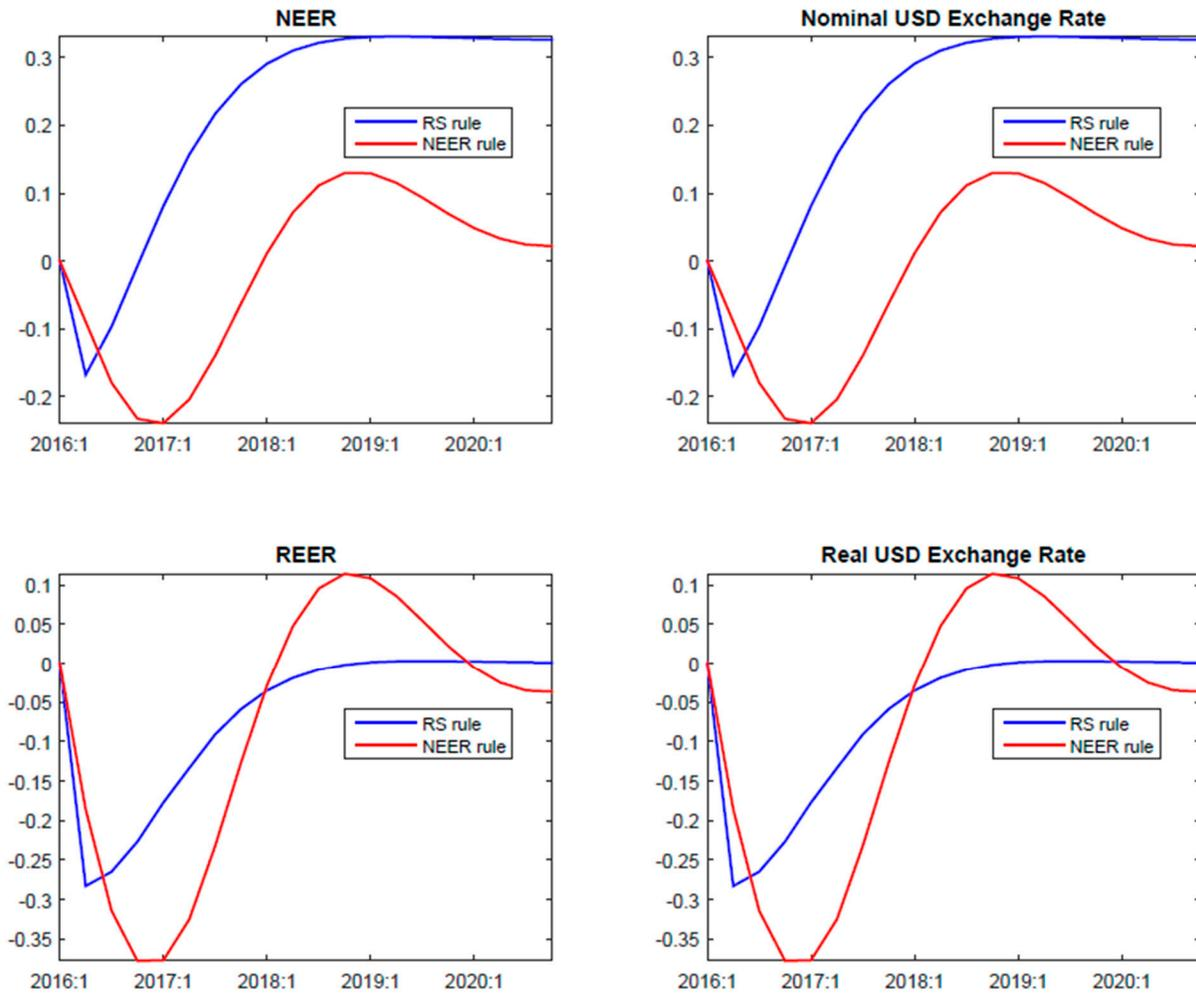 NEER
0.3
0.2
0.1
0
-0.1
-0.2
RS rule
NEER rule
2016:1 2017:1 2018:1 2019:1 2020:1
Nominal USD Exchange Rate
0.3
0.2
0.1
0
-0.1
-0.2
RS rule
NEER rule
2016:1 2017:1 2018:1 2019:1 2020:1
REER
0.1
0.05
0
-0.05
-0.1
-0.15
-0.2
-0.25
-0.3
-0.35
RS rule
NEER rule
2016:1 2017:1 2018:1 2019:1 2020:1
Real USD Exchange Rate
0.1
0.05
0
-0.05
-0.1
-0.15
-0.2
-0.25
-0.3
-0.35
RS rule
NEER rule
2016:1 2017:1 2018:1 2019:1 2020:1